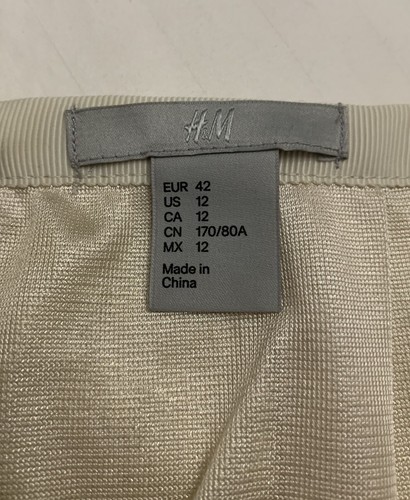 H&M
EUR 42
US 12
CA 12
CN 170/80A
MX 12
Made in
China